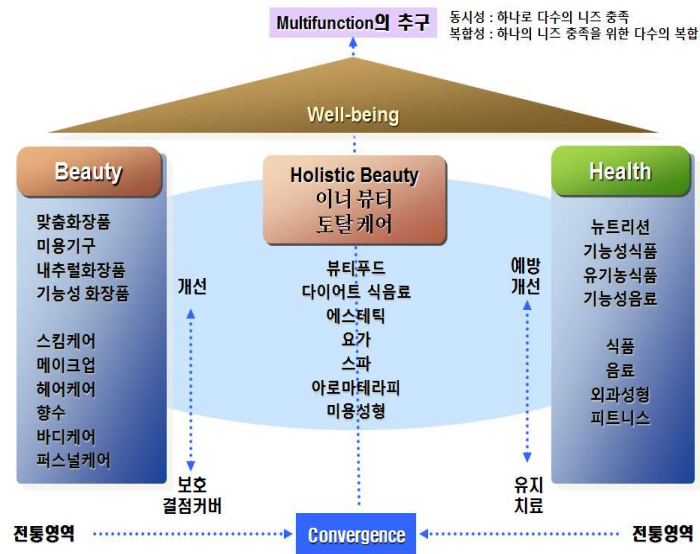 Multifunction의 추구
동시성 : 하나로 다수의 니즈 충족
복합성 : 하나의 니즈 충족을 위한 다수의 복합
Well-being
Beauty
맞춤화장품
미용기구
내추럴화장품
기능성 화장품
스킴케어
메이크업
헤어케어
향수
바디케어
퍼스널케어
개선
보호
결점커버
Holistic Beauty
이너 뷰티
토탈 케어
뷰티푸드
다이어트 식음료
에스테틱
요가
스파
아로마테라피
미용성형
예방
개선
유지
치료
Health
뉴트리션
기능성식품
유기농식품
기능성음료
식품
음료
외과성형
피트니스
전통영역
Convergence
전통영역